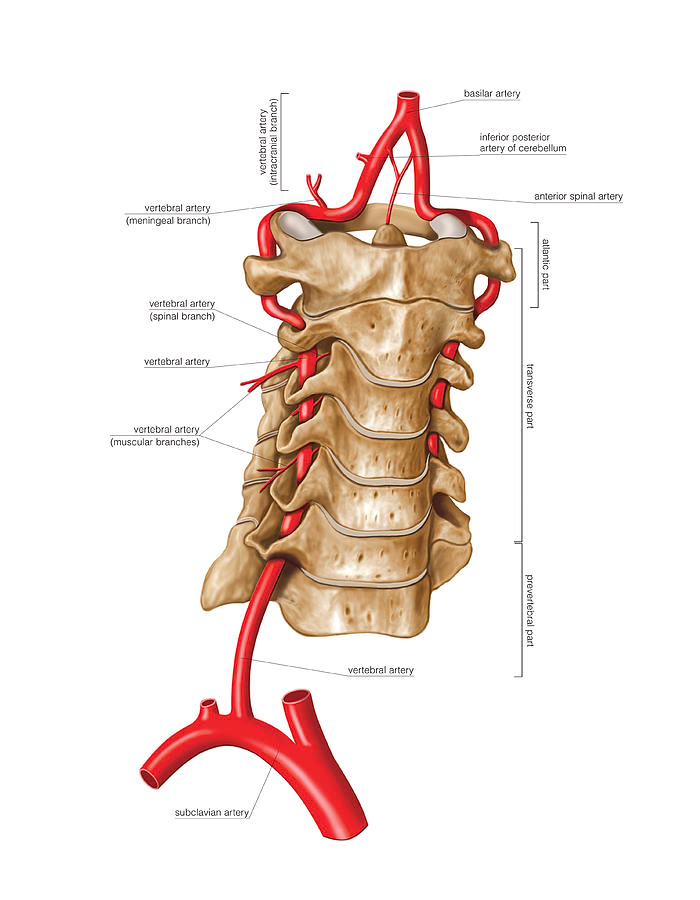 basilar artery
vertebral artery
(intracranial branch)
inferior posterior
artery of cerebellum
anterior spinal artery
vertebral artery
(meningeal branch)
atlantic part
vertebral artery
(spinal branch)
vertebral artery
transverse part
vertebral artery
(muscular branches)
prevertebral part
vertebral artery
subclavian artery